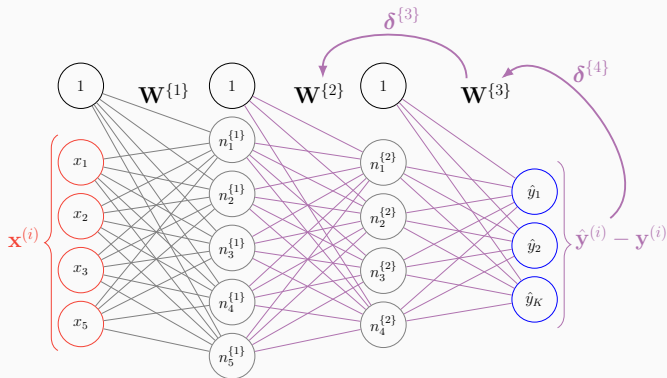 δ^{3}
δ^{4}
1
W^{1}
1
W^{2}
1
W^{3}
x_1
x_2
x_3
x_5
x^(i)
n_1^{1}
n_2^{1}
n_3^{1}
n_4^{1}
n_5^{1}
n_1^{2}
n_2^{2}
n_3^{2}
n_4^{2}
ŷ_1
ŷ_2
ŷ_K
ŷ^(i) − y^(i)